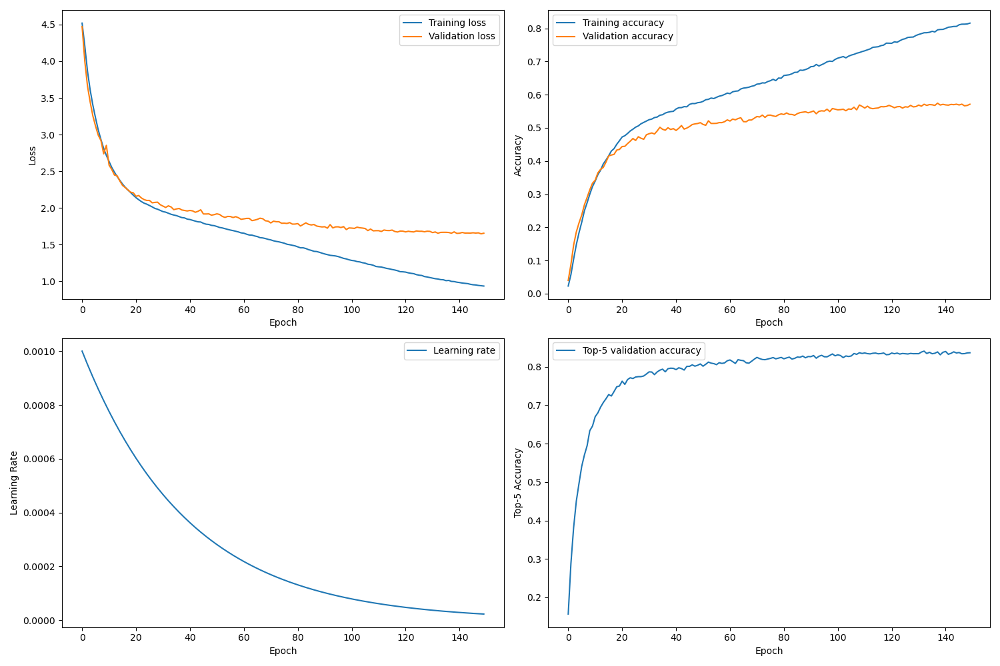 Training loss
Validation loss
4.5
4.0
3.5
3.0
2.5
2.0
1.5
1.0
Loss
0 20 40 60 80 100 120 140
Epoch
Training accuracy
Validation accuracy
0.8
0.7
0.6
0.5
0.4
0.3
0.2
0.1
0.0
Accuracy
0 20 40 60 80 100 120 140
Epoch
Learning rate
0.0010
0.0008
0.0006
0.0004
0.0002
0.0000
Learning Rate
0 20 40 60 80 100 120 140
Epoch
Top-5 validation accuracy
0.8
0.7
0.6
0.5
0.4
0.3
0.2
Top-5 Accuracy
0 20 40 60 80 100 120 140
Epoch